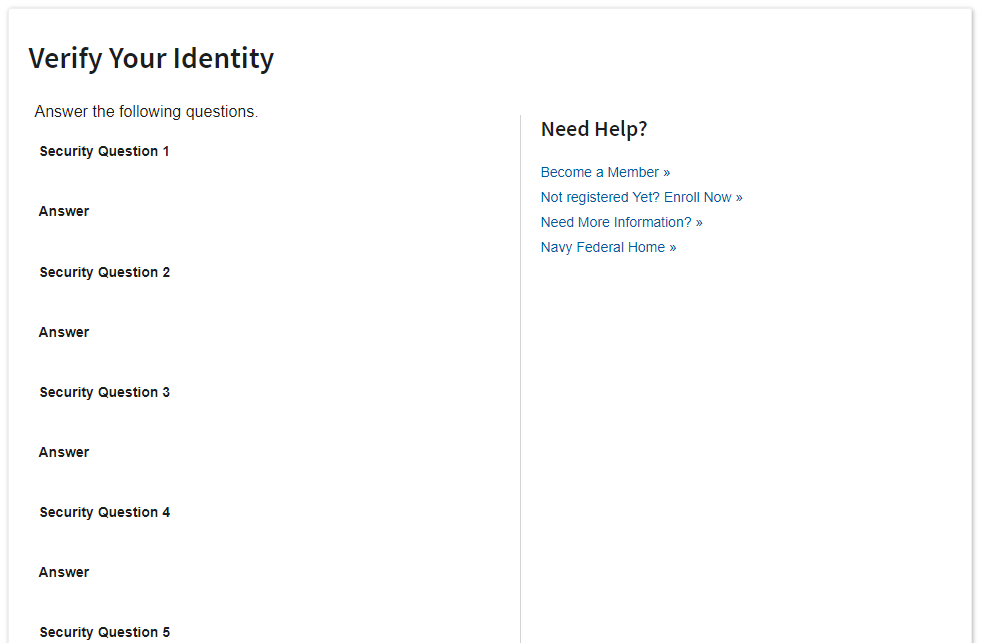 Verify Your Identity
Answer the following questions.
Security Question 1
Answer
Security Question 2
Answer
Security Question 3
Answer
Security Question 4
Answer
Security Question 5
Need Help?
Become a Member »
Not registered Yet? Enroll Now »
Need More Information? »
Navy Federal Home »